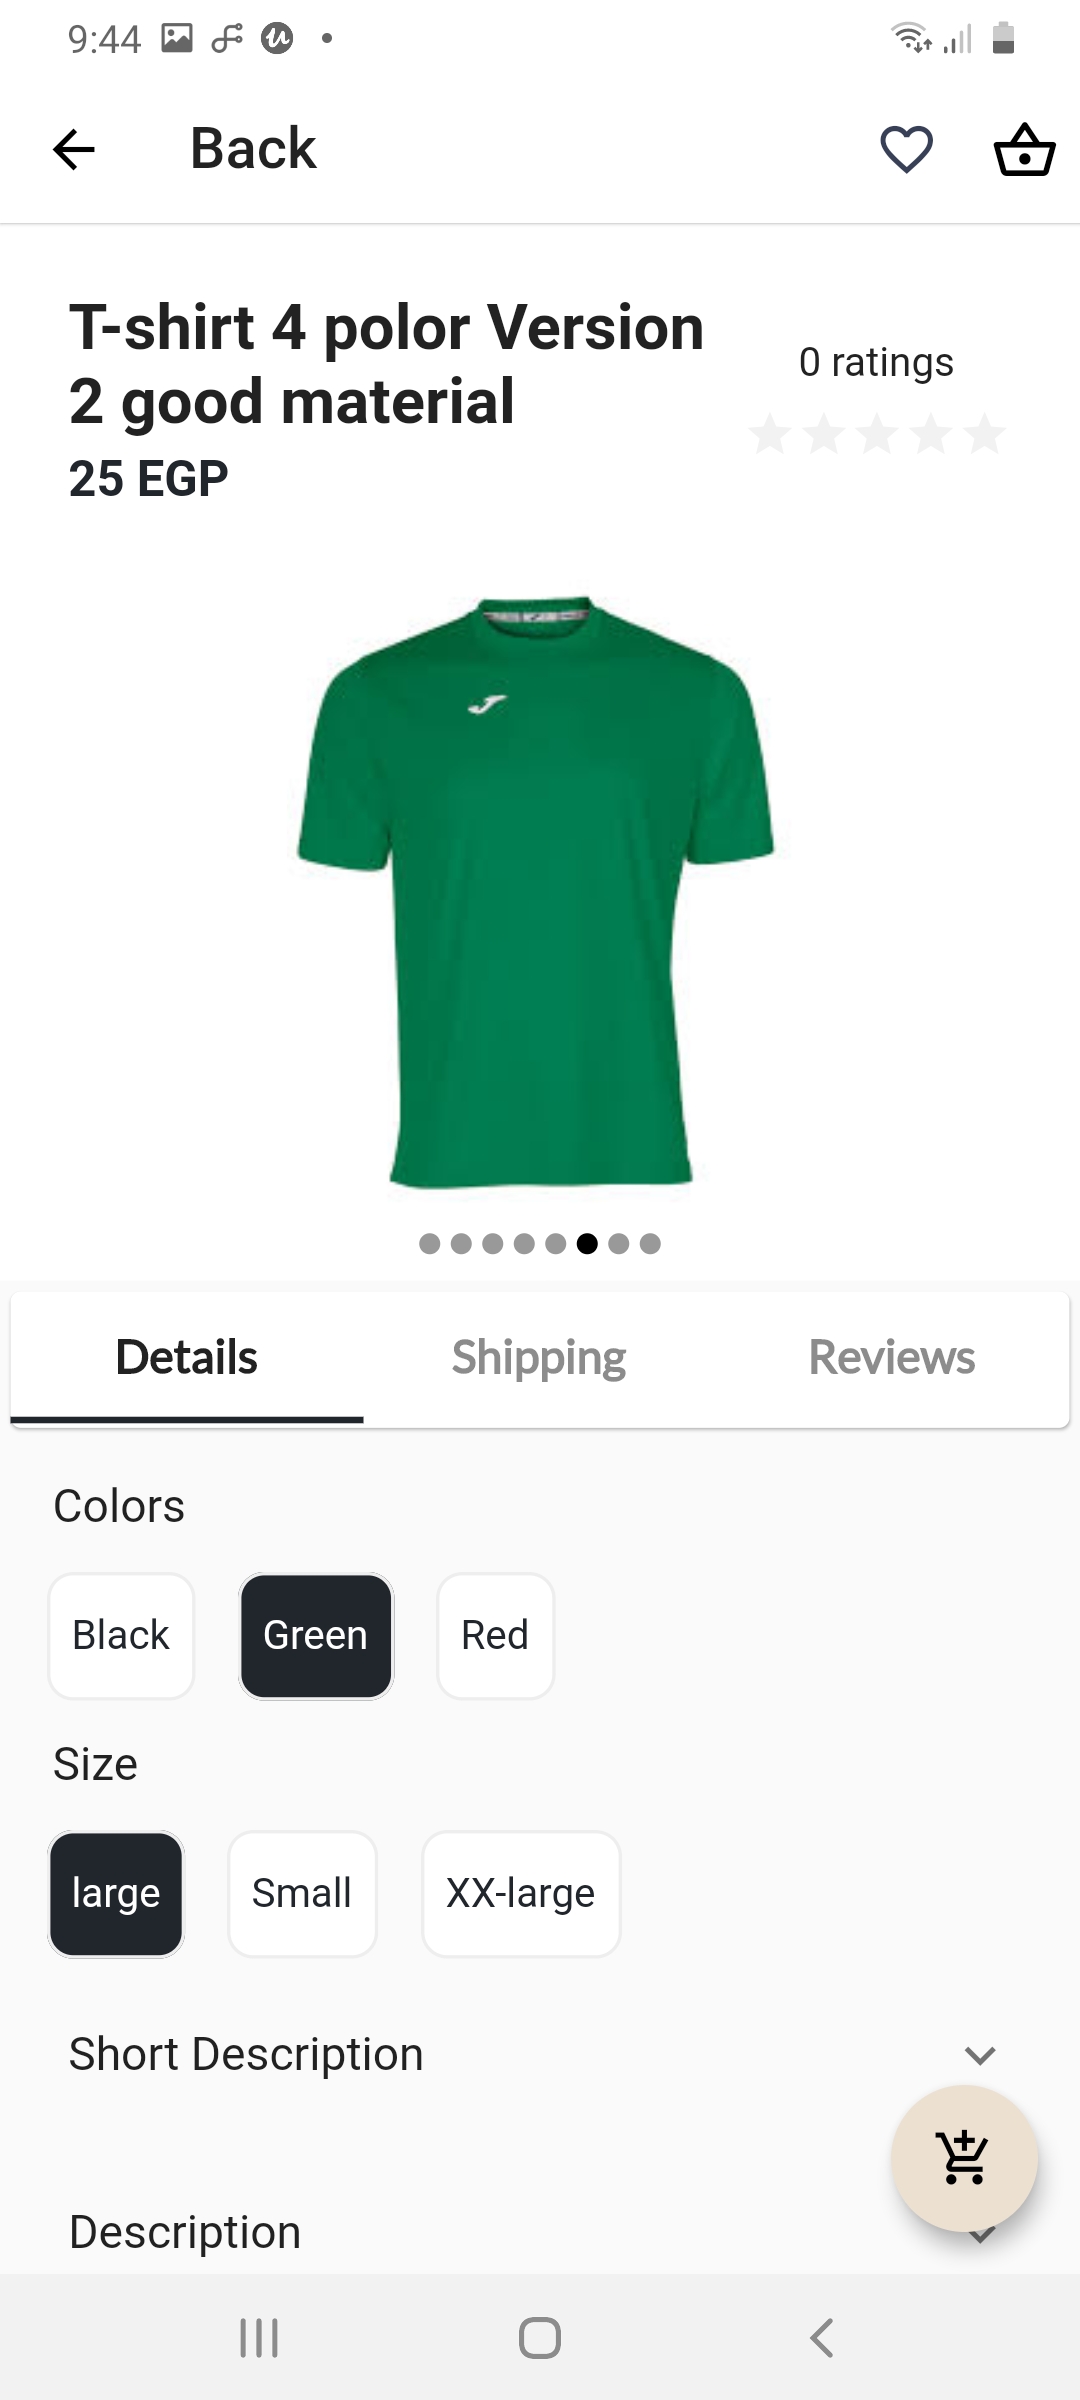 9:44
Back
T-shirt 4 polor Version
2 good material
25 EGP
0 ratings
Details
Shipping
Reviews
Colors
Black
Green
Red
Size
large
Small
XX-large
Short Description
Description